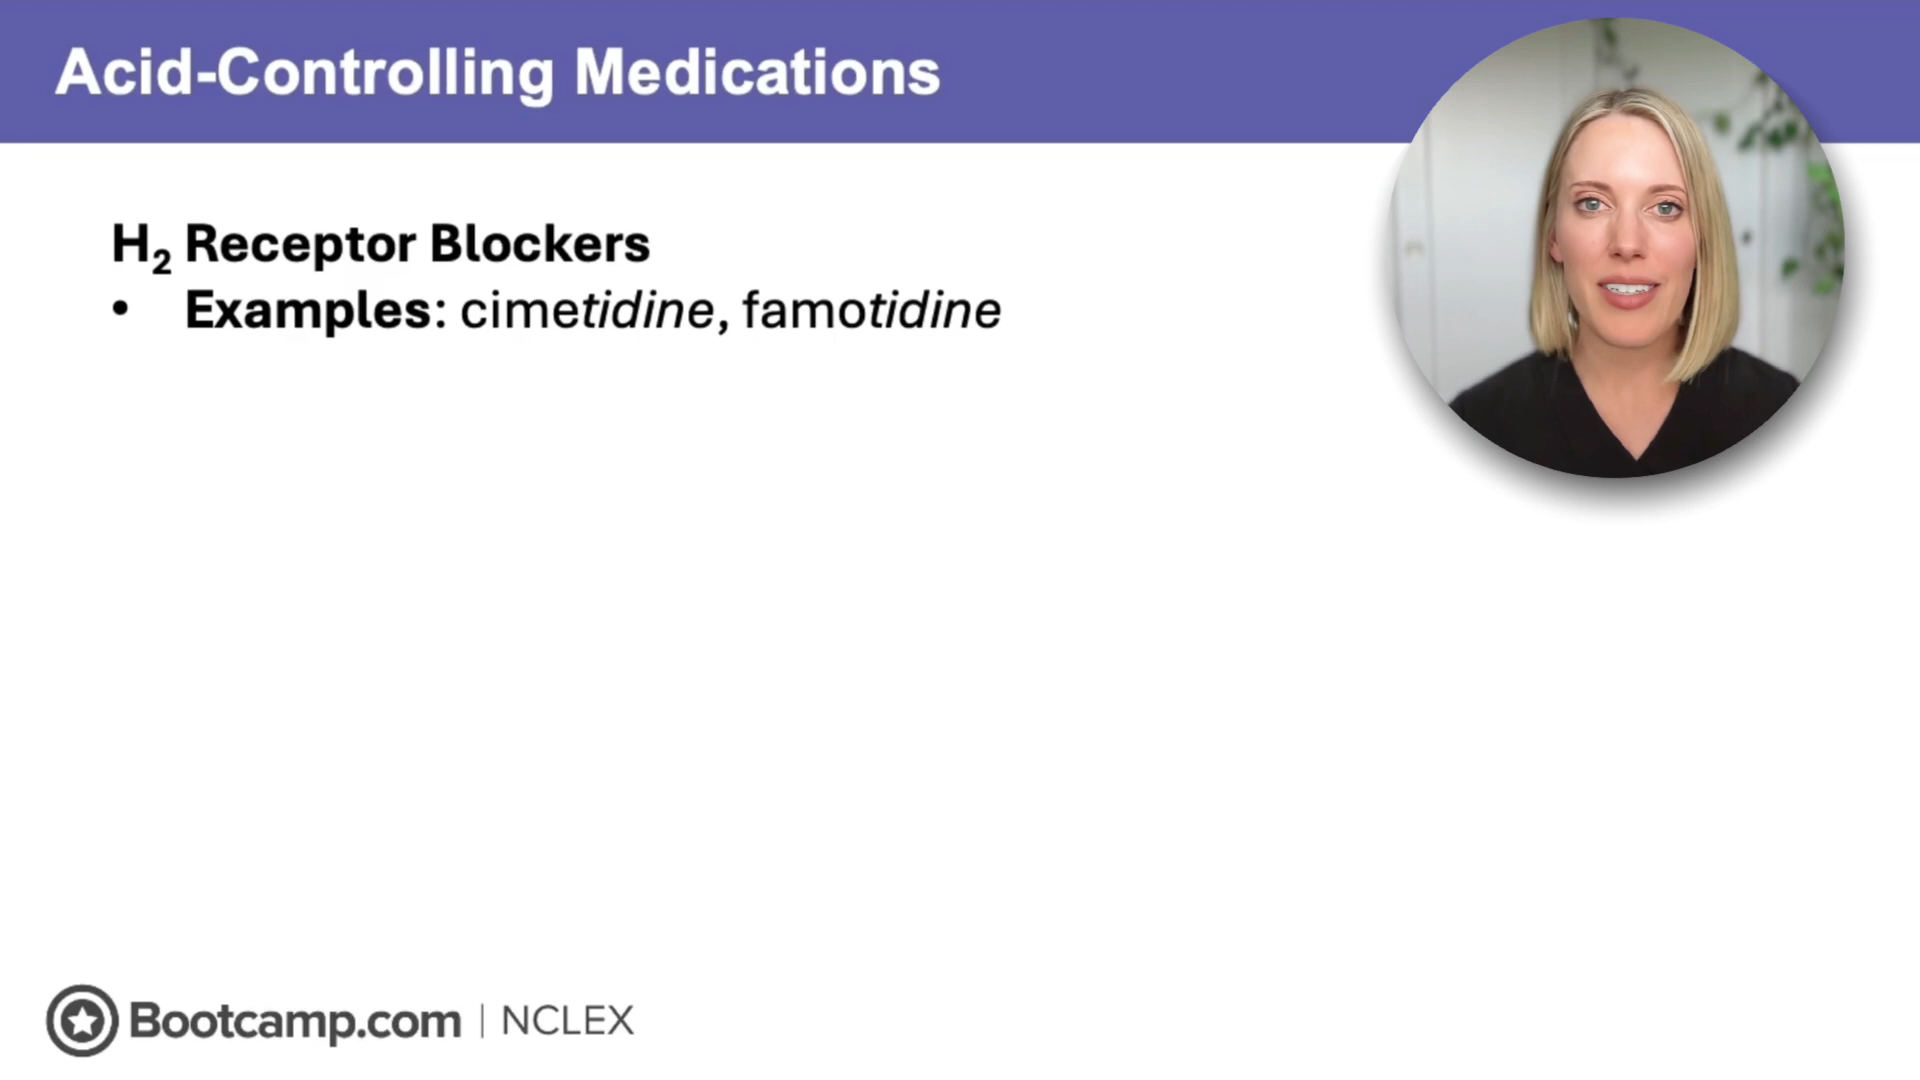 Acid-Controlling Medications
H₂ Receptor Blockers
• Examples: cimetidine, famotidine
Bootcamp.com | NCLEX